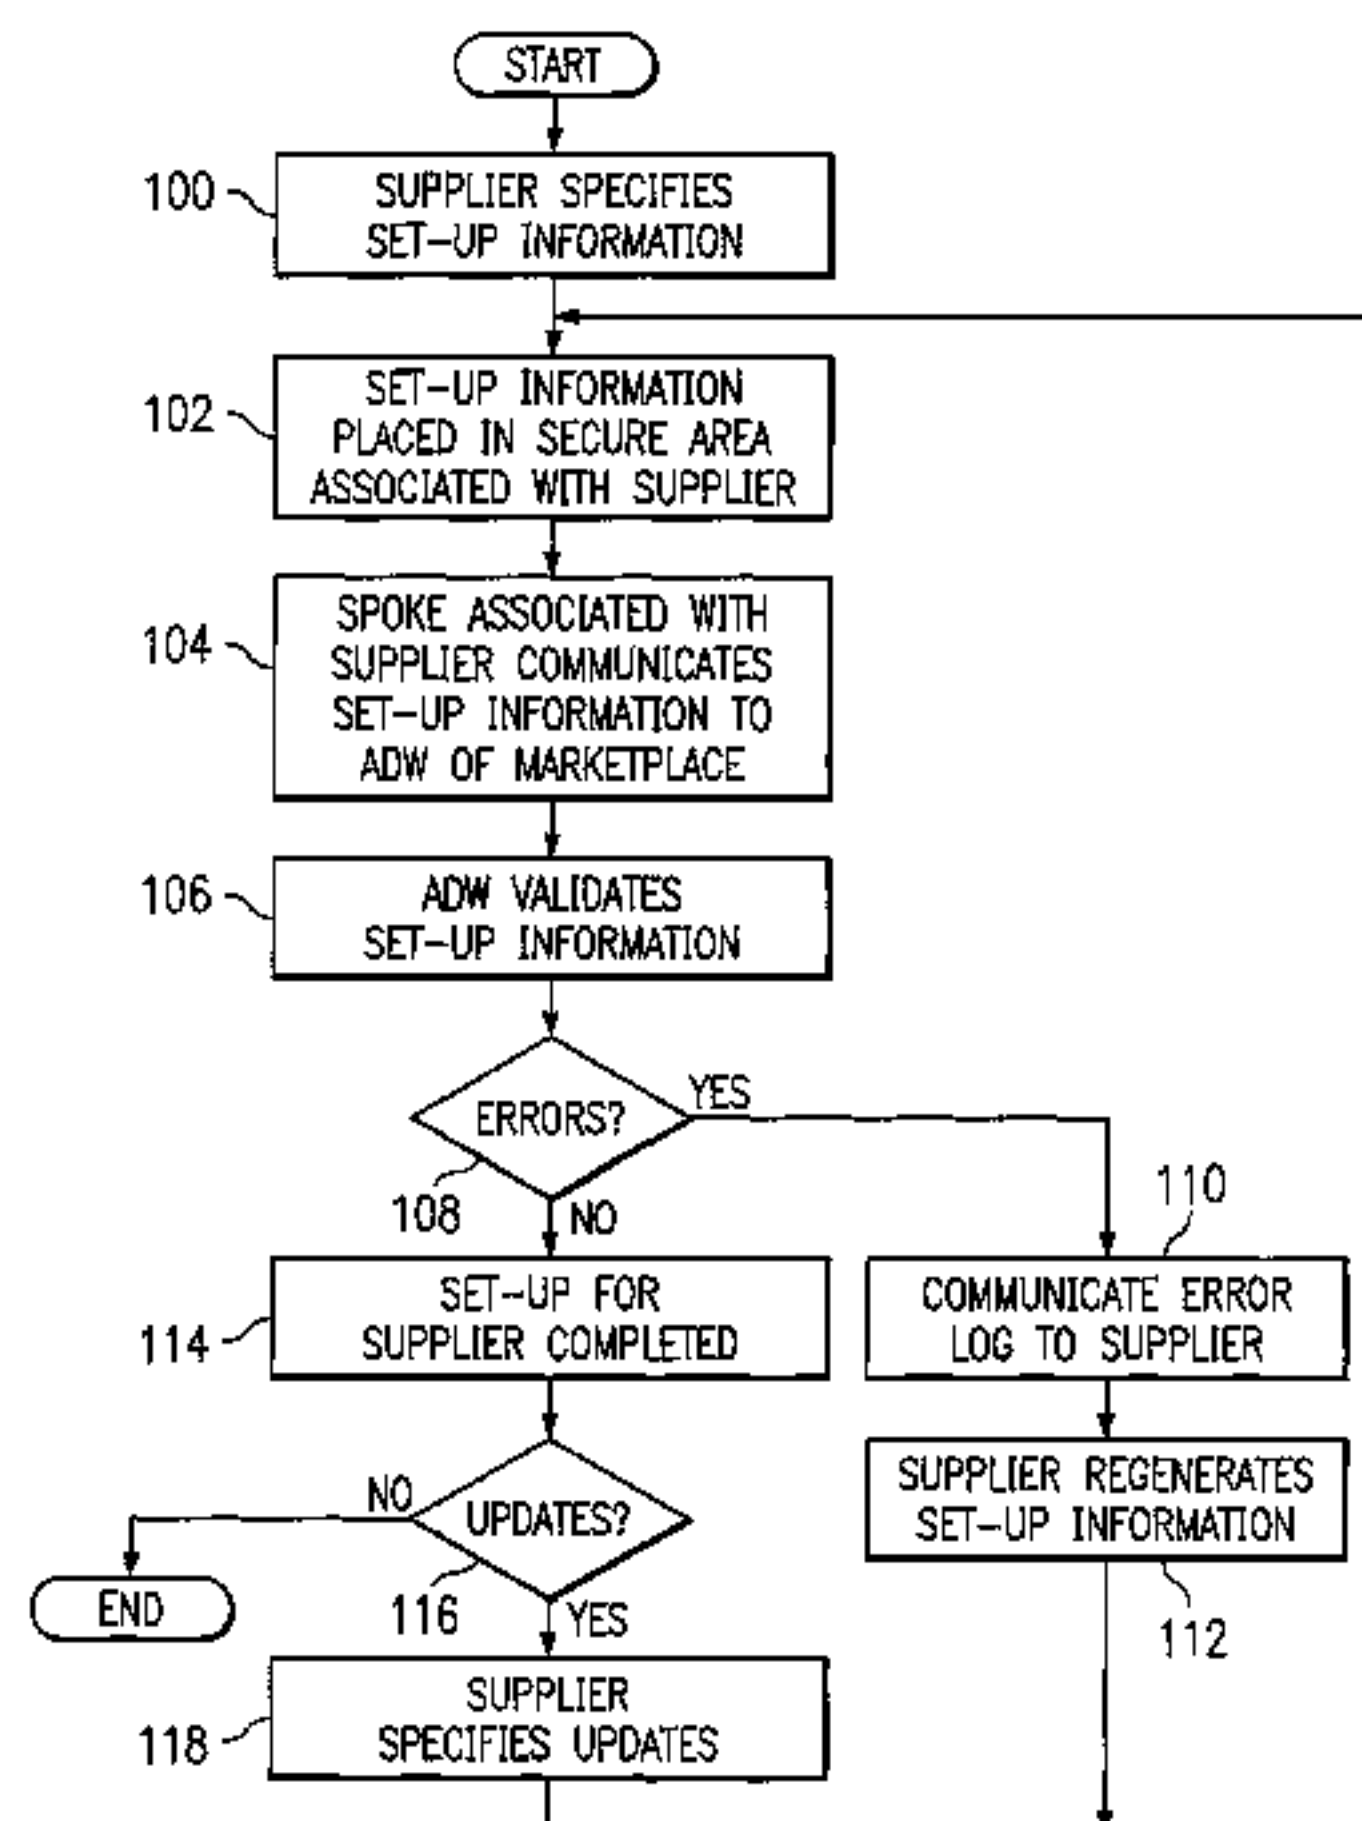 START
100
SUPPLIER SPECIFIES
SET-UP INFORMATION
102
SET-UP INFORMATION
PLACED IN SECURE AREA
ASSOCIATED WITH SUPPLIER
104
SPOKE ASSOCIATED WITH
SUPPLIER COMMUNICATES
SET-UP INFORMATION TO
ADW OF MARKETPLACE
106
ADW VALIDATES
SET-UP INFORMATION
ERRORS?
YES
108
NO
110
114
SET-UP FOR
SUPPLIER COMPLETED
COMMUNICATE ERROR
LOG TO SUPPLIER
NO
UPDATES?
116
YES
SUPPLIER REGENERATES
SET-UP INFORMATION
112
END
118
SUPPLIER
SPECIFIES UPDATES